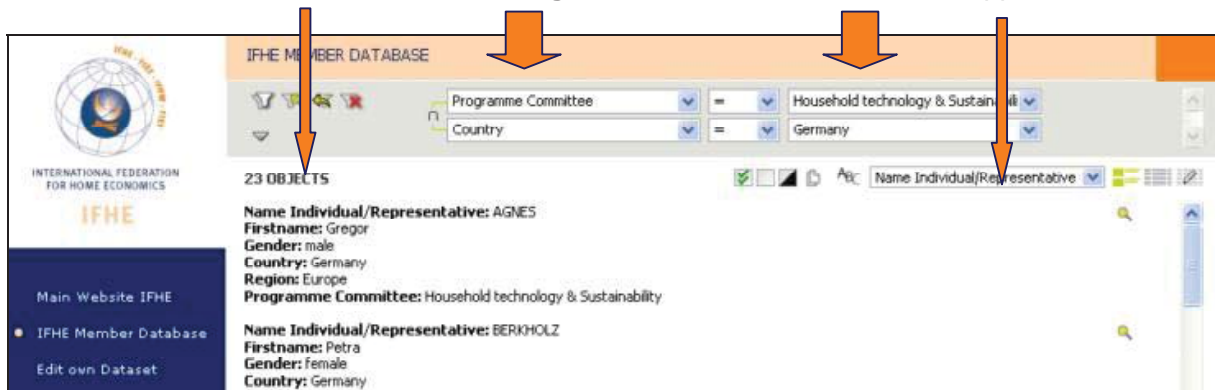 IFHE MEMBER DATABASE
Programme Committee = Household technology & Sustainabili
Country = Germany
INTERNATIONAL FEDERATION
FOR HOME ECONOMICS
IFHE
23 OBJECTS
ABC Name Individual/Representative
Name Individual/Representative: AGNES
Firstname: Gregor
Gender: male
Country: Germany
Region: Europe
Programme Committee: Household technology & Sustainability
Name Individual/Representative: BERKHOLZ
Firstname: Petra
Gender: female
Country: Germany
Main Website IFHE
IFHE Member Database
Edit own Dataset